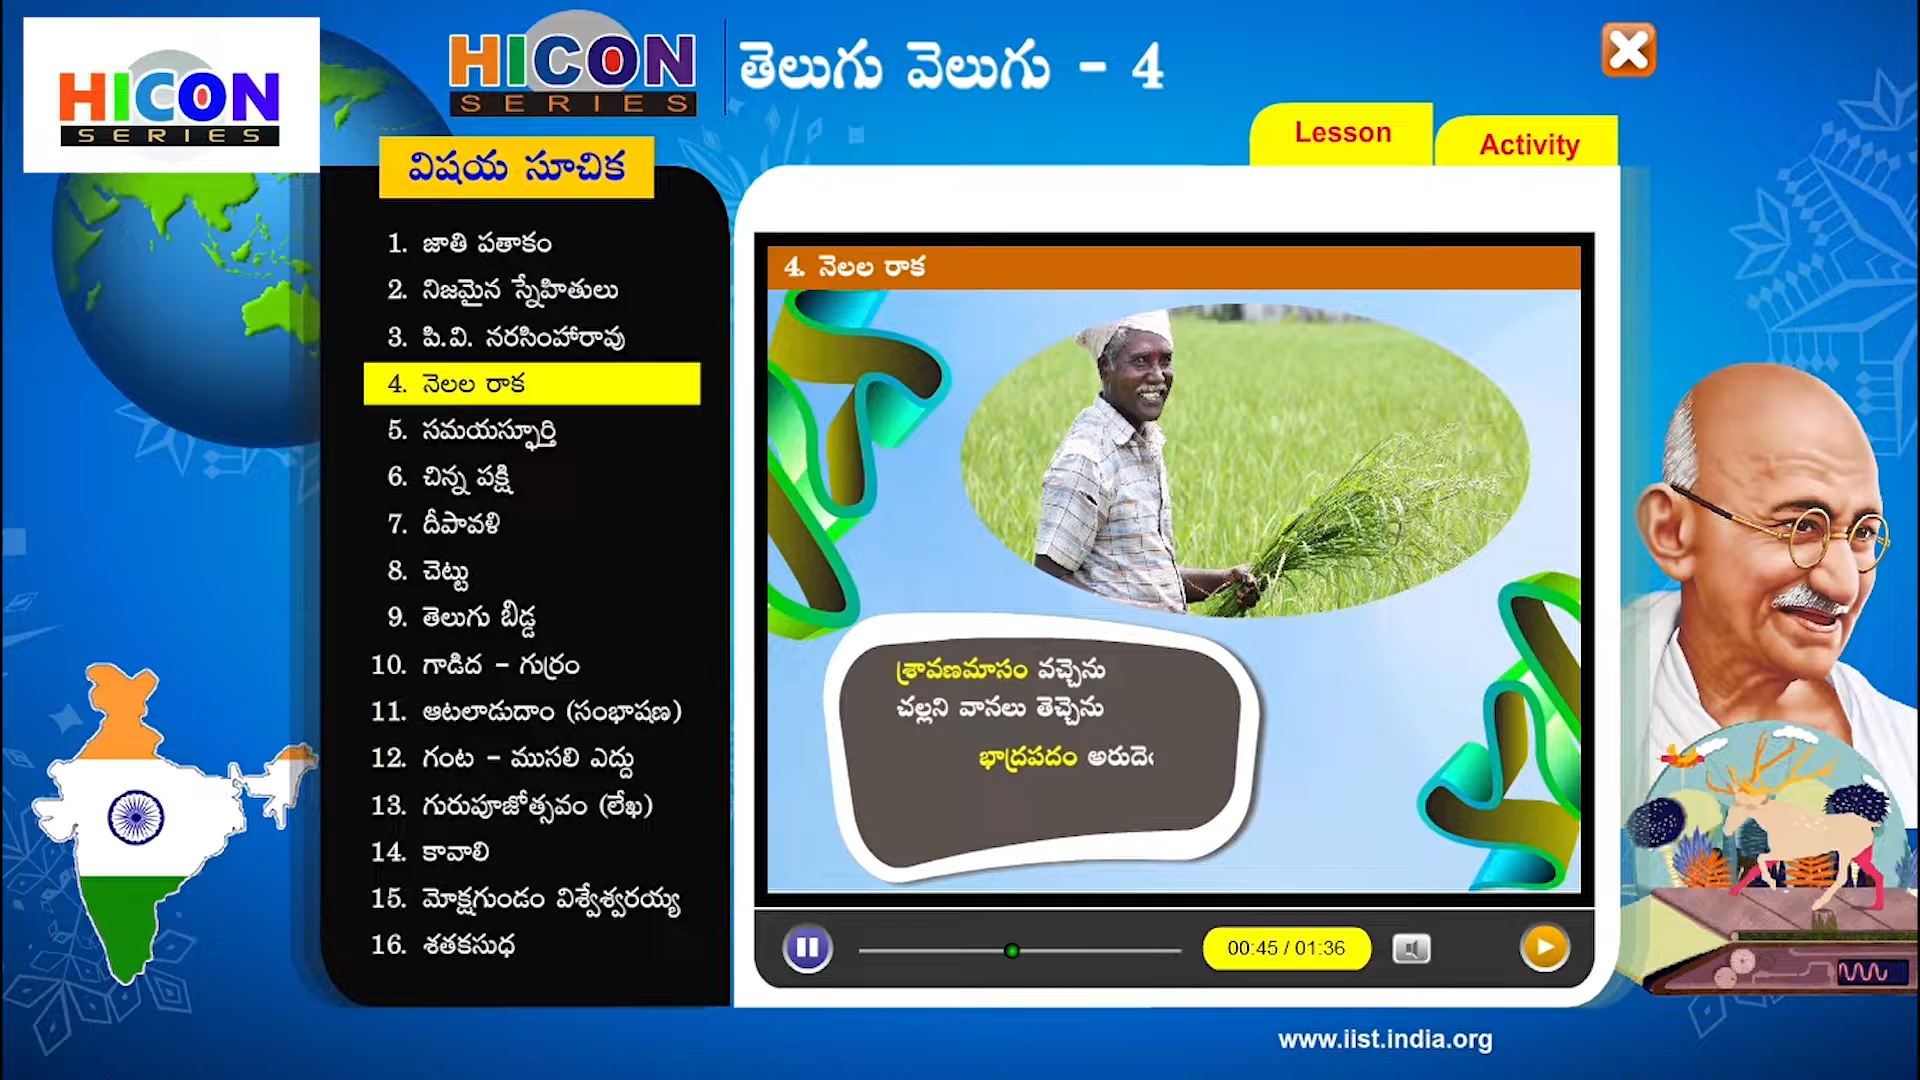 HICON
SERIES
HICON
SERIES
తెలుగు వెలుగు - 4
Lesson
Activity
విషయ సూచిక
1. జాతి పతాకం
2. నిజమైన స్నేహితులు
3. పి.వి. నరసింహారావు
4. నెలల రాక
5. సమయస్ఫూర్తి
6. చిన్న పక్షి
7. దీపావళి
8. చెట్టు
9. తెలుగు బిడ్డ
10. గాడిద - గుర్రం
11. ఆటలాడుదాం (సంభాషణ)
12. గంట - ముసలి ఎద్దు
13. గురుపూజోత్సవం (లేఖ)
14. కావాలి
15. మోక్షగుండం విశ్వేశ్వరయ్య
16. శతకసుధ
4. నెలల రాక
శ్రావణమాసం వచ్చెను
చల్లని వానలు తెచ్చెను
భాద్రపదం అరుదె
00:45 / 01:36
www.iist.india.org